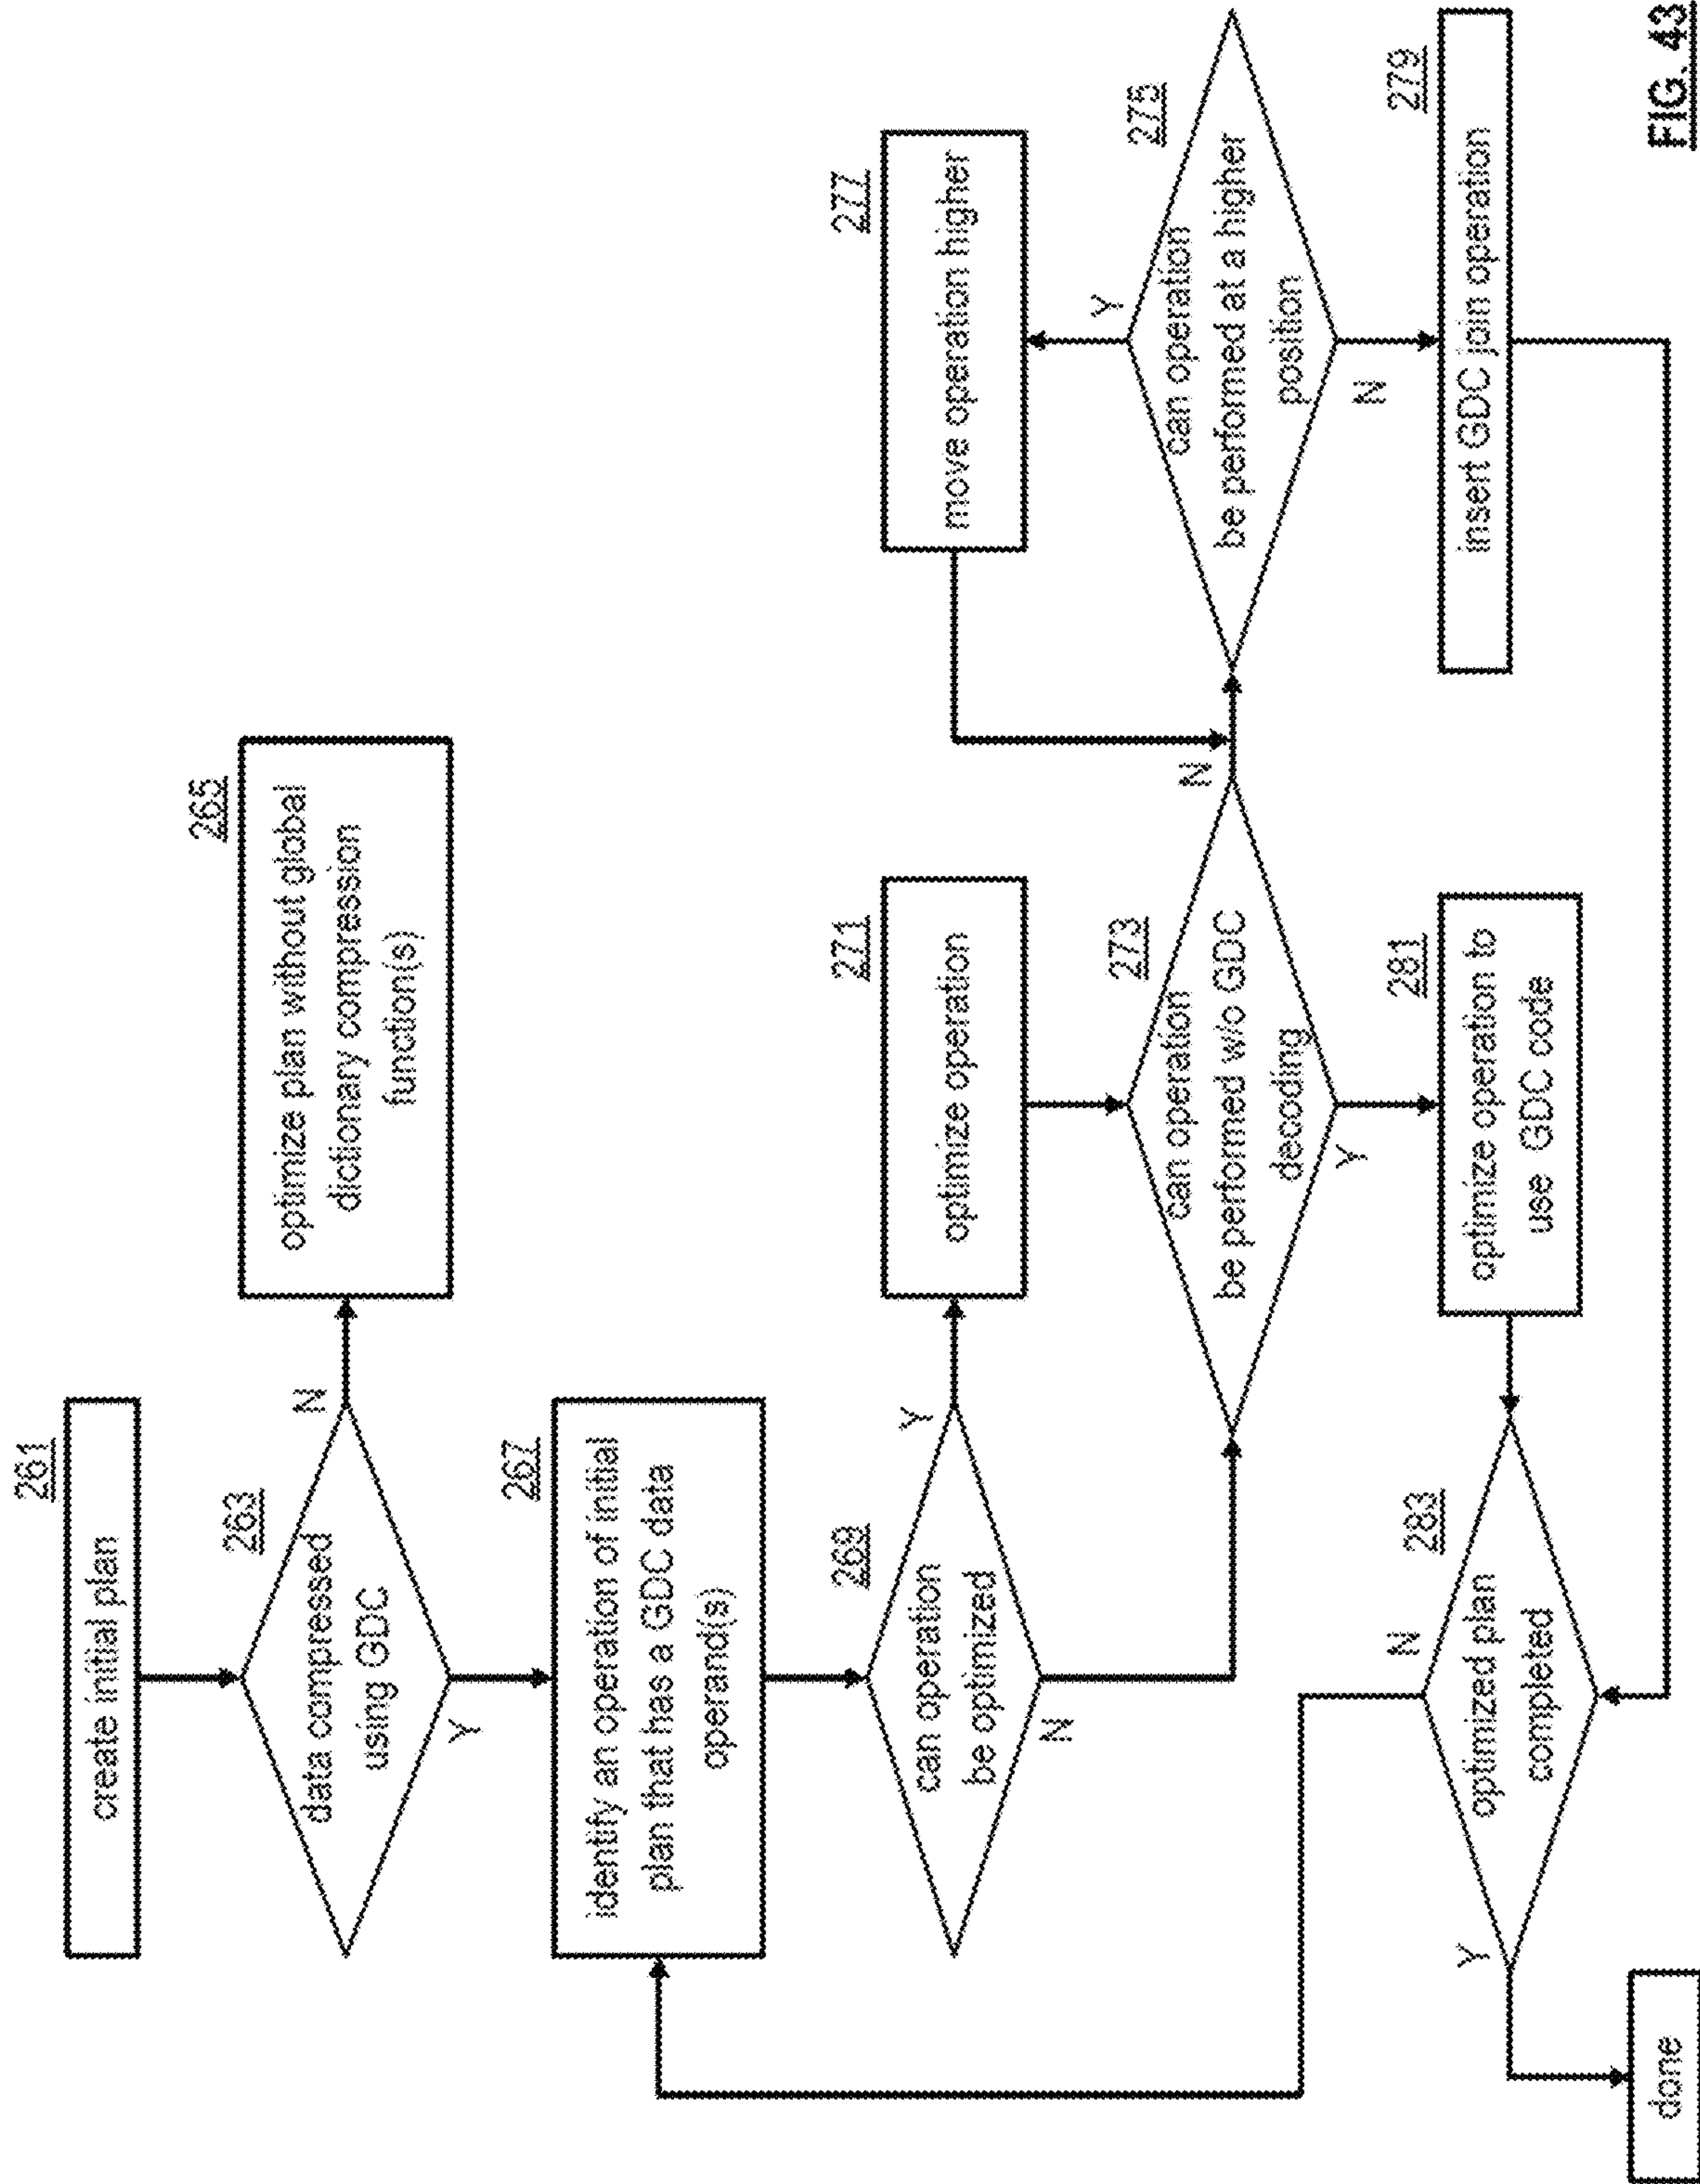 261
create initial plan
263
data compressed
using GDC
N
Y
265
optimize plan without global
dictionary compression
function(s)
267
identify an operation of initial
plan that has a GDC data
operand(s)
269
can operation
be optimized
Y
N
271
optimize operation
273
can operation
be performed w/o GDC
decoding
N
Y
277
move operation higher
275
can operation
be performed at a higher
position
Y
N
279
insert GDC join operation
281
optimize operation to
use GDC code
283
optimized plan
completed
N
Y
done
FIG. 43